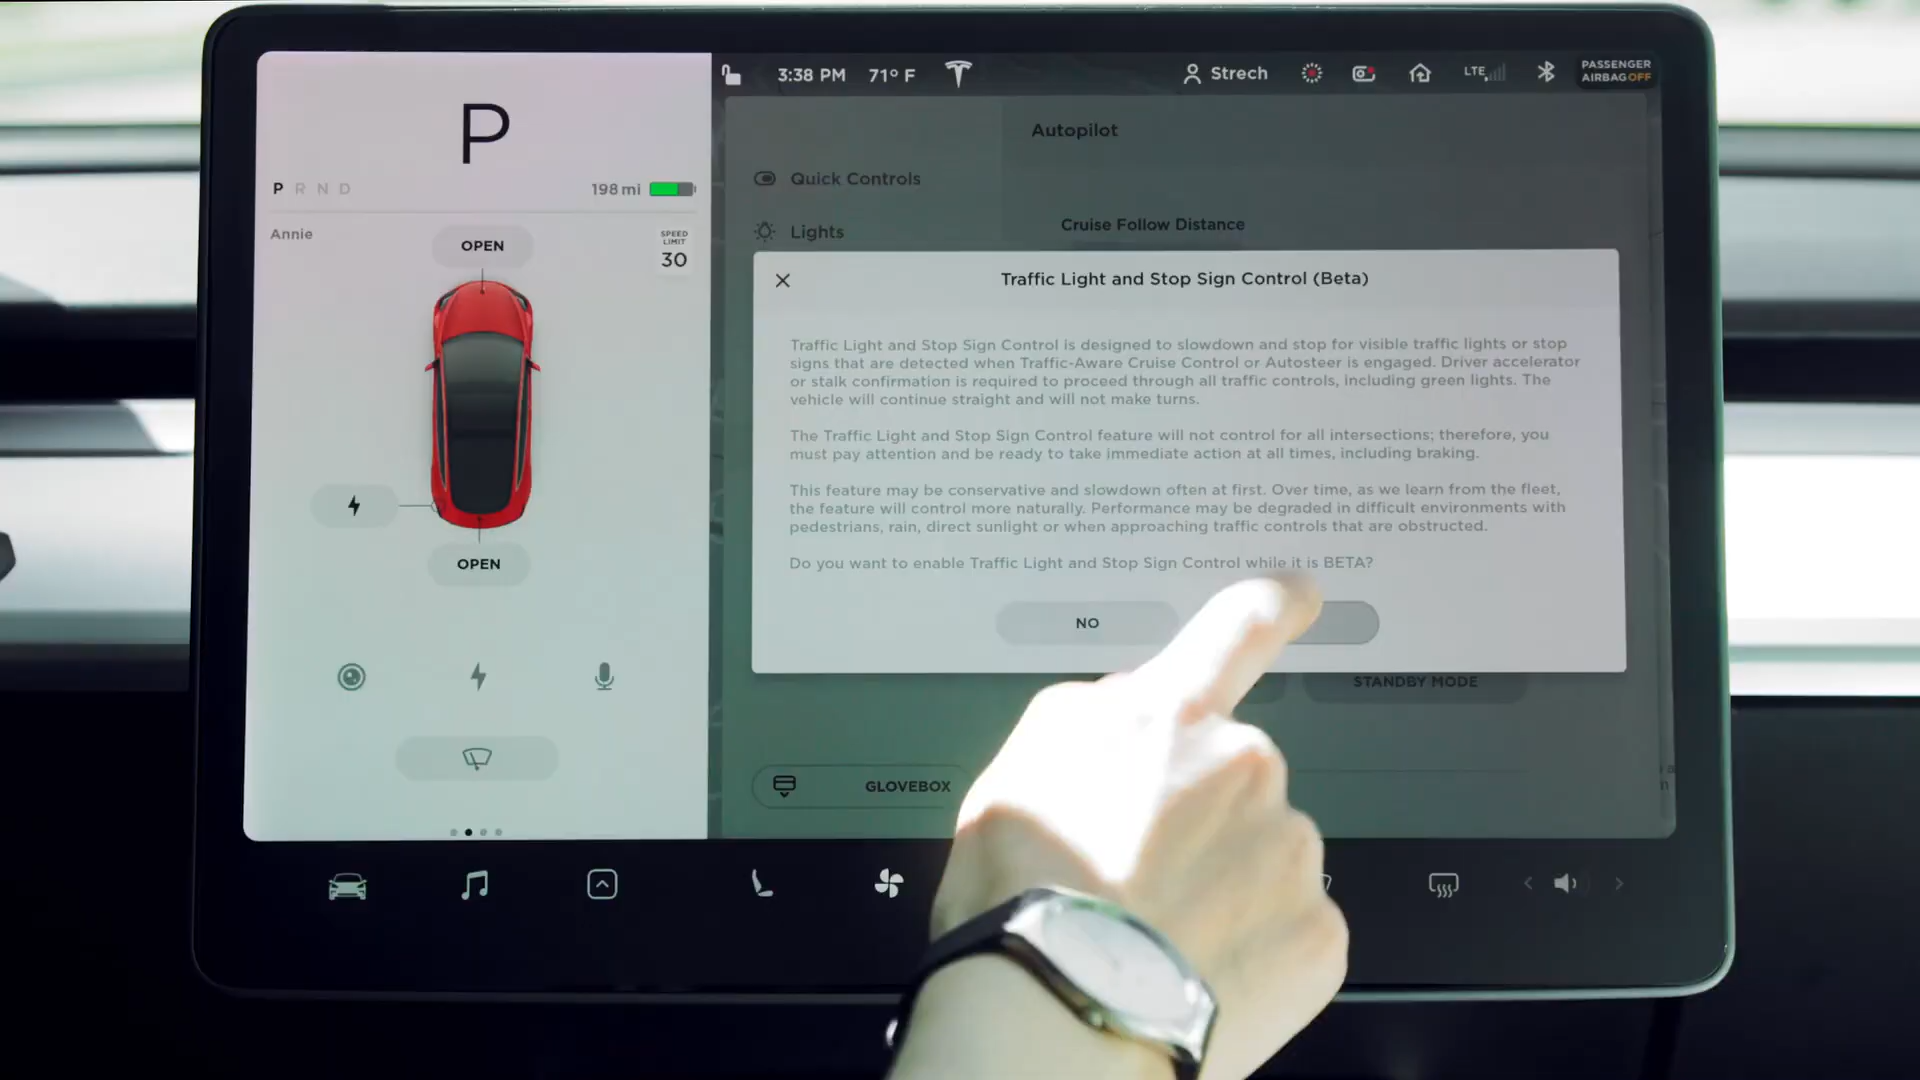 P
P R N D
198 mi
Annie
OPEN
SPEED
LIMIT
30
OPEN
3:38 PM 71° F
Strech
LTE
PASSENGER
AIRBAG OFF
Autopilot
Quick Controls
Lights
Cruise Follow Distance
Traffic Light and Stop Sign Control (Beta)
Traffic Light and Stop Sign Control is designed to slowdown and stop for visible traffic lights or stop
signs that are detected when Traffic-Aware Cruise Control or Autosteer is engaged. Driver accelerator
or stalk confirmation is required to proceed through all traffic controls, including green lights. The
vehicle will continue straight and will not make turns.
The Traffic Light and Stop Sign Control feature will not control for all intersections; therefore, you
must pay attention and be ready to take immediate action at all times, including braking.
This feature may be conservative and slowdown often at first. Over time, as we learn from the fleet,
the feature will control more naturally. Performance may be degraded in difficult environments with
pedestrians, rain, direct sunlight or when approaching traffic controls that are obstructed.
Do you want to enable Traffic Light and Stop Sign Control while it is BETA?
NO
STANDBY MODE
GLOVEBOX